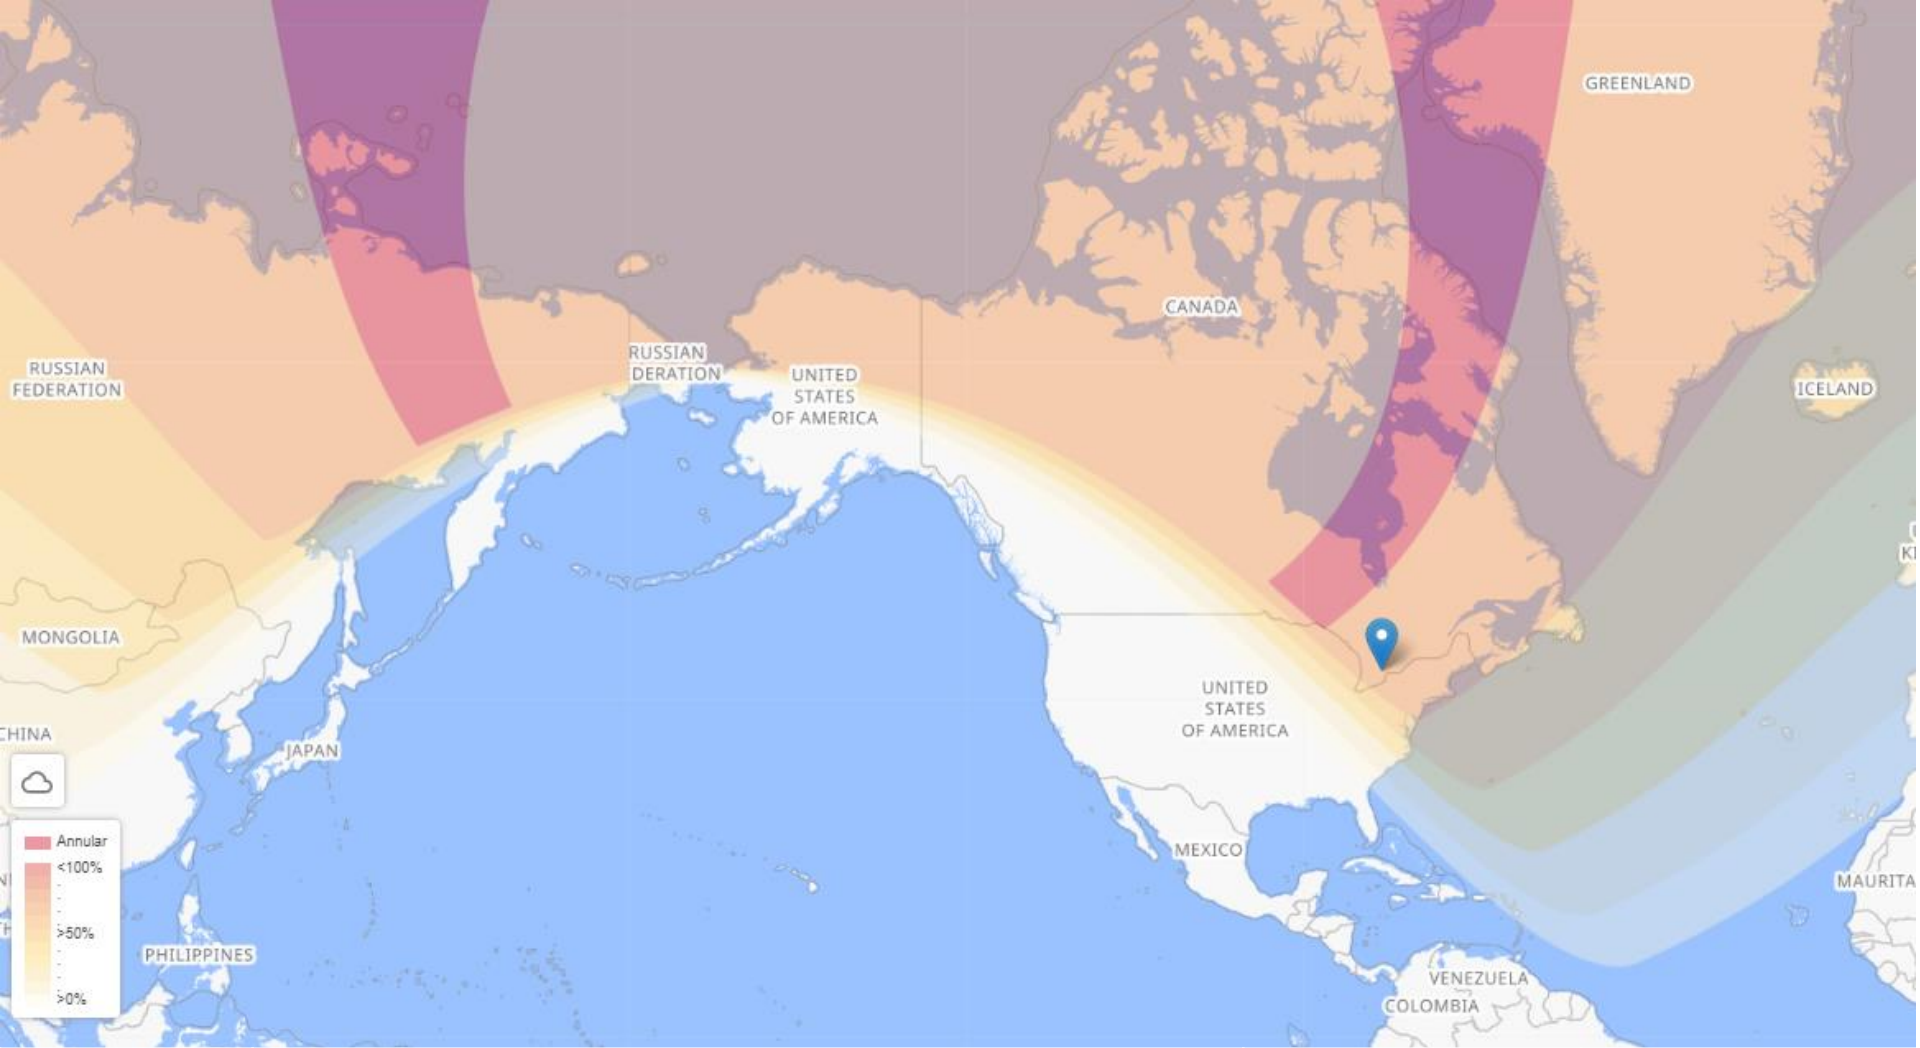 GREENLAND
CANADA
RUSSIAN
DERATION
RUSSIAN
FEDERATION
UNITED
STATES
OF AMERICA
ICELAND
MONGOLIA
UNITED
STATES
OF AMERICA
CHINA
JAPAN
MEXICO
MAURITA
PHILIPPINES
VENEZUELA
COLOMBIA
Annular
<100%
>50%
>0%